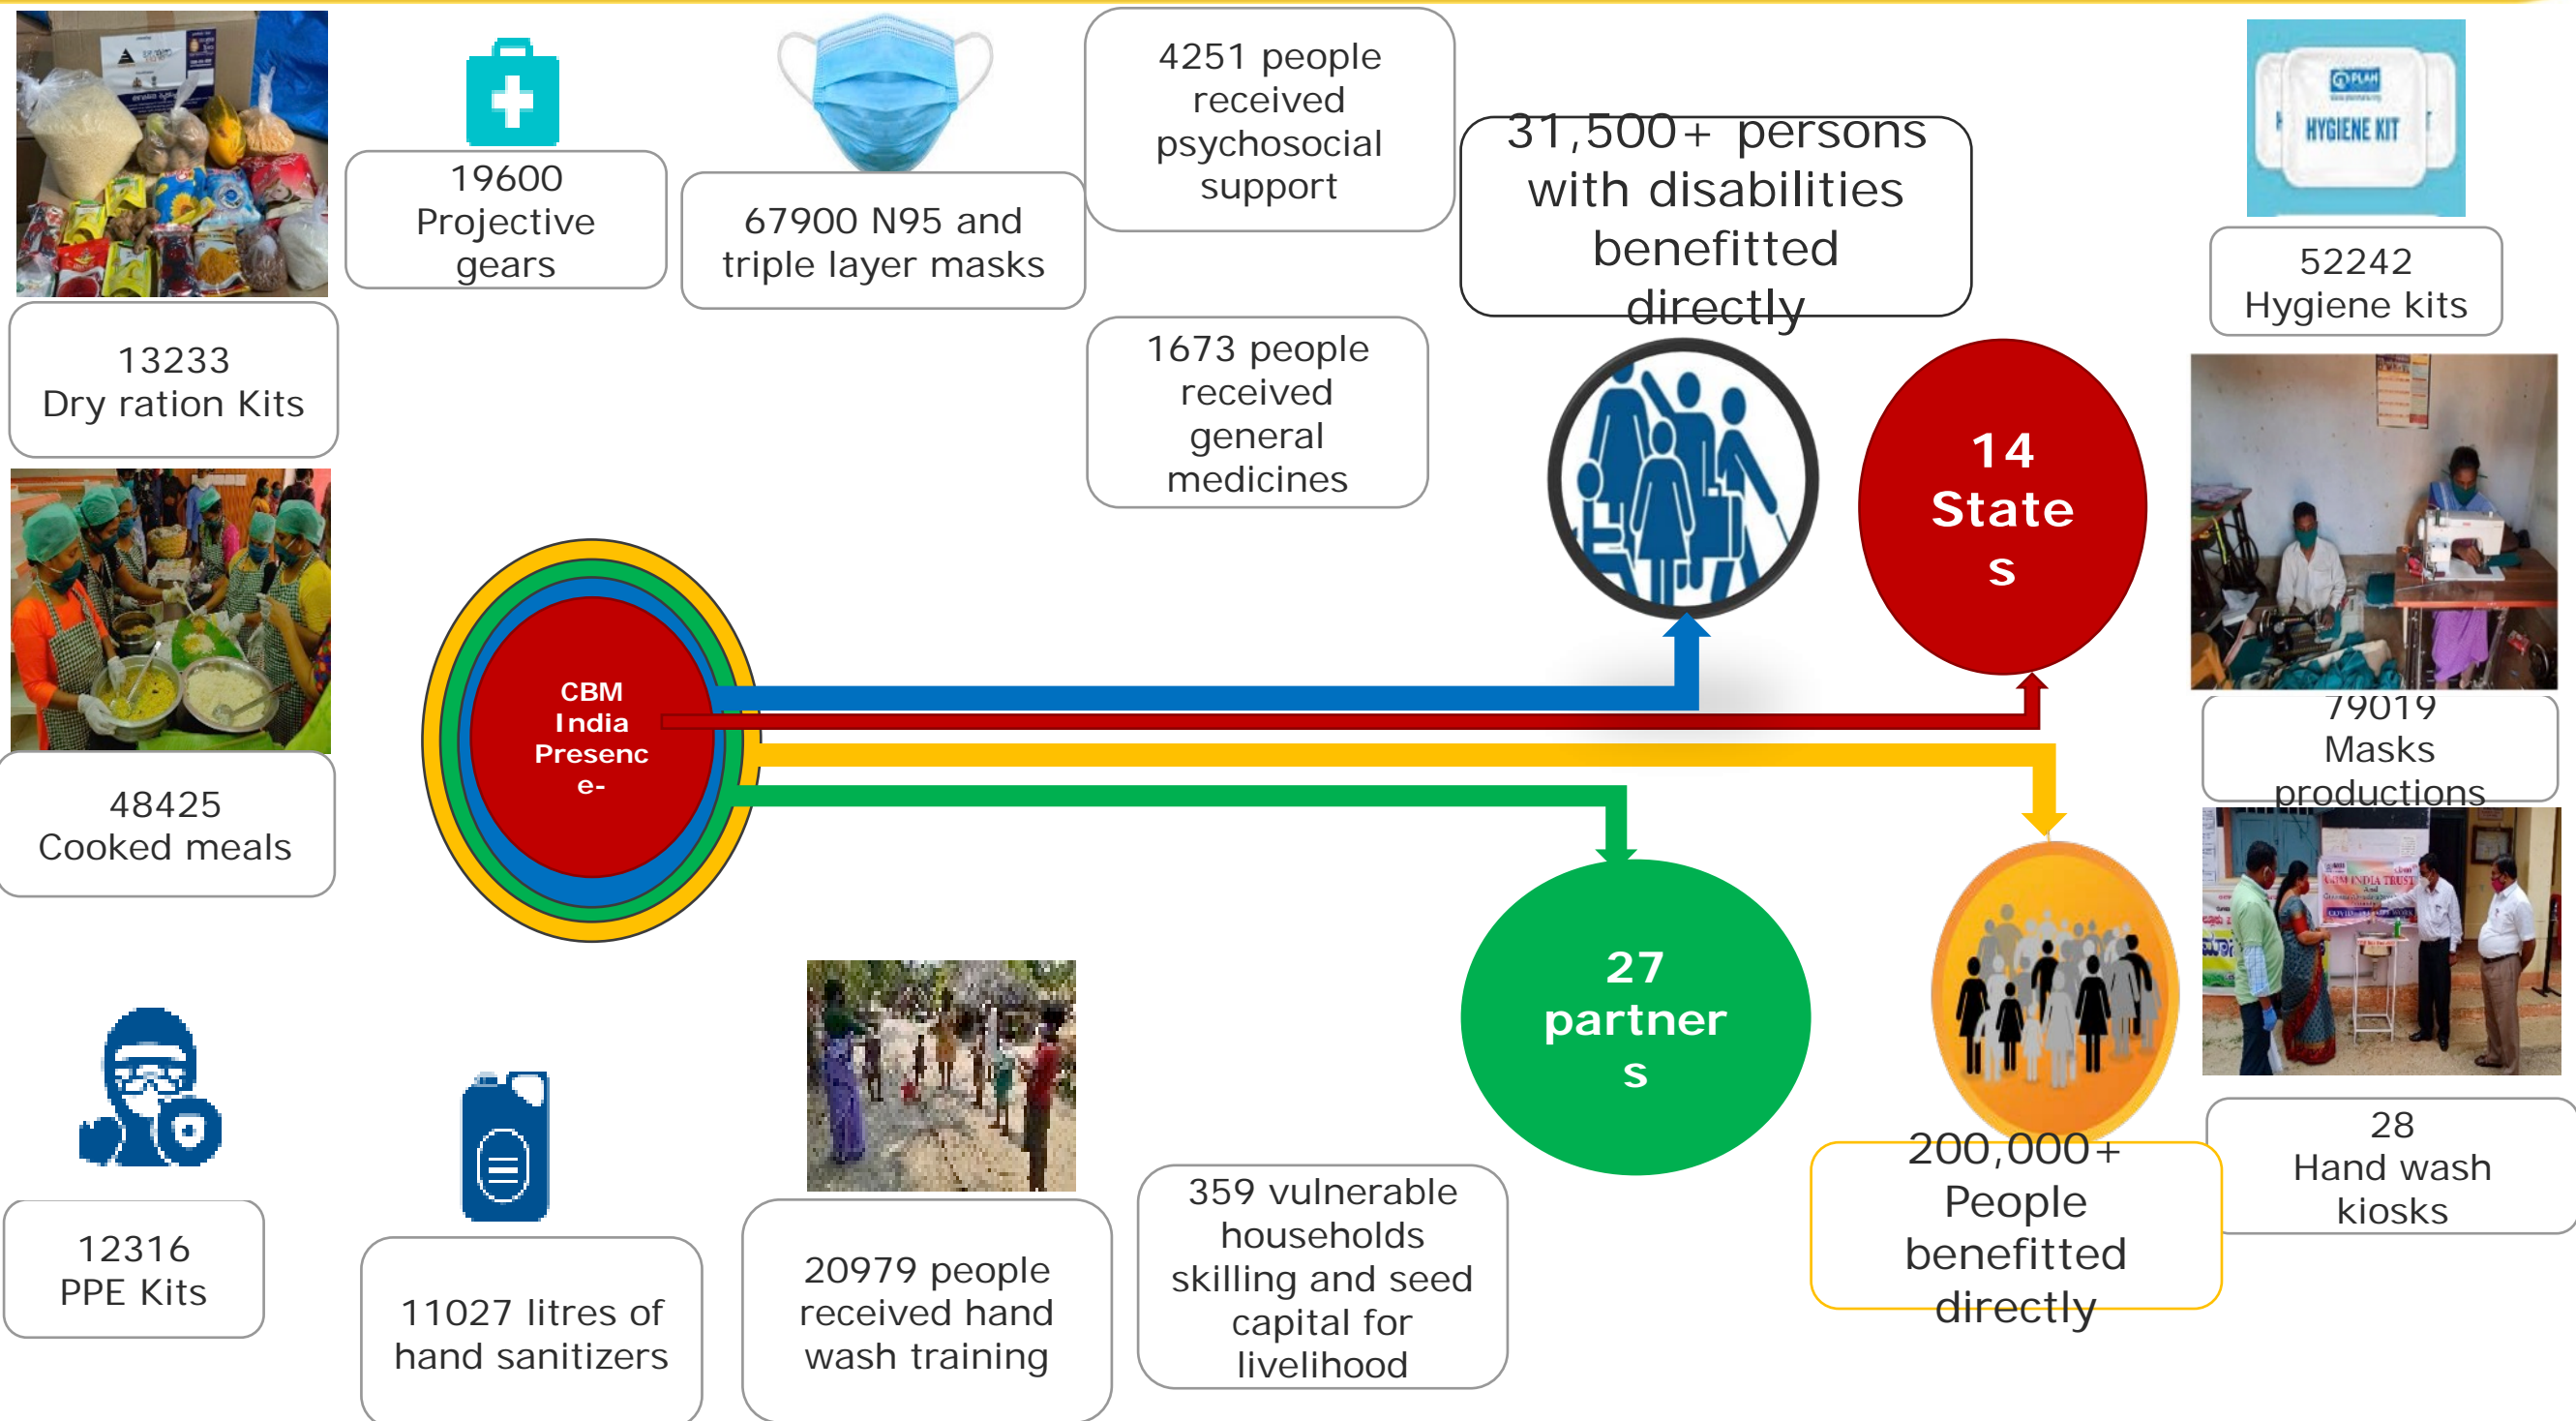 19600
Projective
gears
67900 N95 and
triple layer masks
4251 people
received
psychosocial
support
31,500+ persons
with disabilities
benefitted
directly
PLAN
HYGIENE KIT
52242
Hygiene kits
13233
Dry ration Kits
1673 people
received
general
medicines
14
State
s
CBM
India
Presenc
e-
79019
Masks
productions
48425
Cooked meals
CBM INDIA TRUST
27
partner
s
200,000+
People
benefitted
directly
28
Hand wash
kiosks
12316
PPE Kits
11027 litres of
hand sanitizers
20979 people
received hand
wash training
359 vulnerable
households
skilling and seed
capital for
livelihood